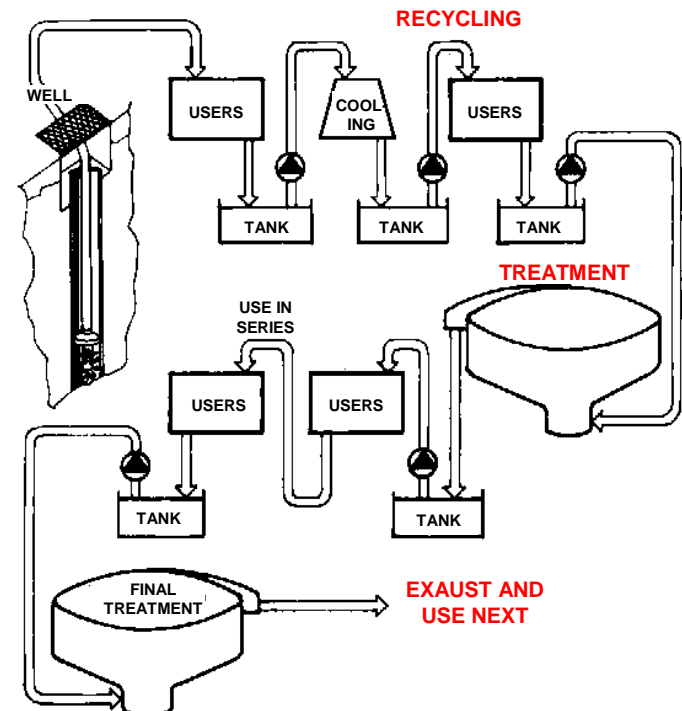 RECYCLING
WELL
USERS
COOL-
ING
USERS
TANK
TANK
TANK
TREATMENT
USE IN
SERIES
USERS
USERS
TANK
TANK
FINAL
TREATMENT
EXAUST AND
USE NEXT